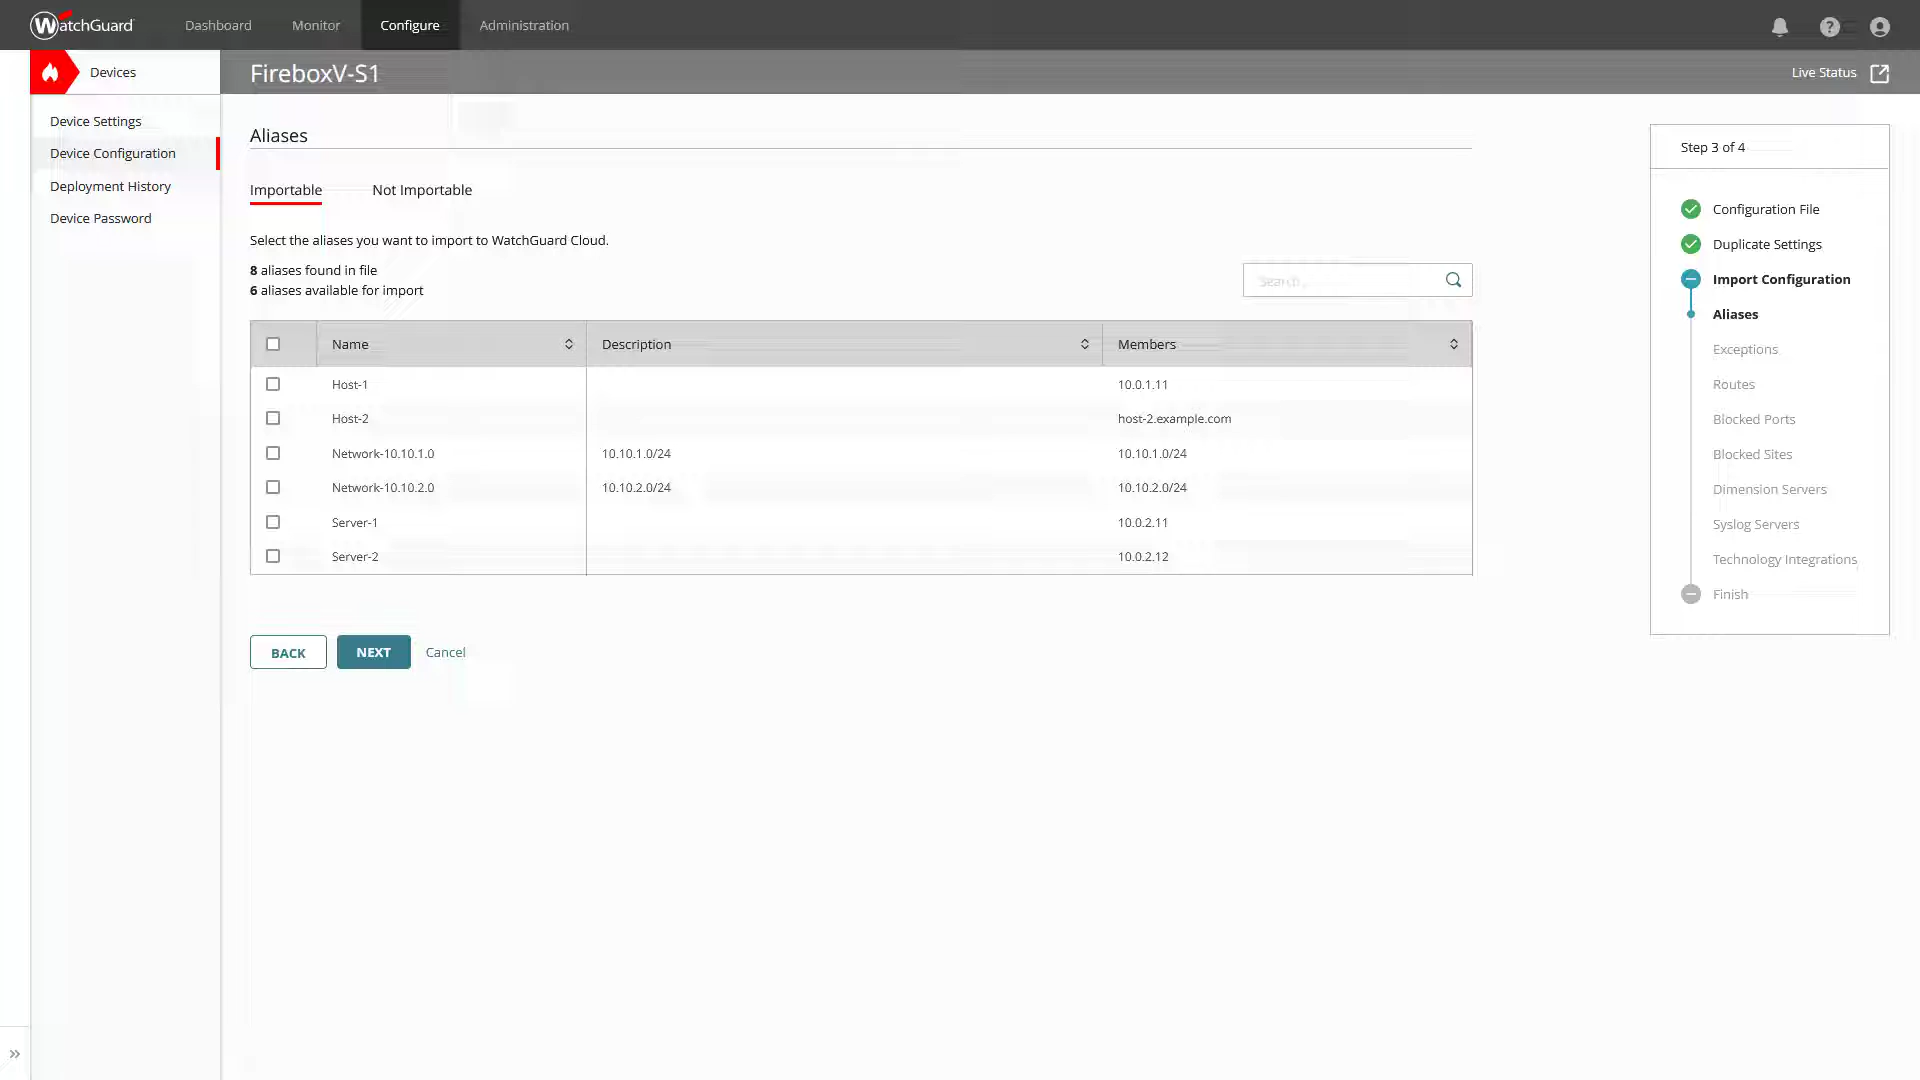 WatchGuard Dashboard Monitor Configure Administration
Devices
FireboxV-S1
Live Status
Device Settings
Device Configuration
Deployment History
Device Password
Aliases
Importable Not Importable
Select the aliases you want to import to WatchGuard Cloud.
8 aliases found in file
6 aliases available for import
Search...
Name Description Members
Host-1 10.0.1.11
Host-2 host-2.example.com
Network-10.10.1.0 10.10.1.0/24 10.10.1.0/24
Network-10.10.2.0 10.10.2.0/24 10.10.2.0/24
Server-1 10.0.2.11
Server-2 10.0.2.12
BACK NEXT Cancel
Step 3 of 4
Configuration File
Duplicate Settings
Import Configuration
Aliases
Exceptions
Routes
Blocked Ports
Blocked Sites
Dimension Servers
Syslog Servers
Technology Integrations
Finish